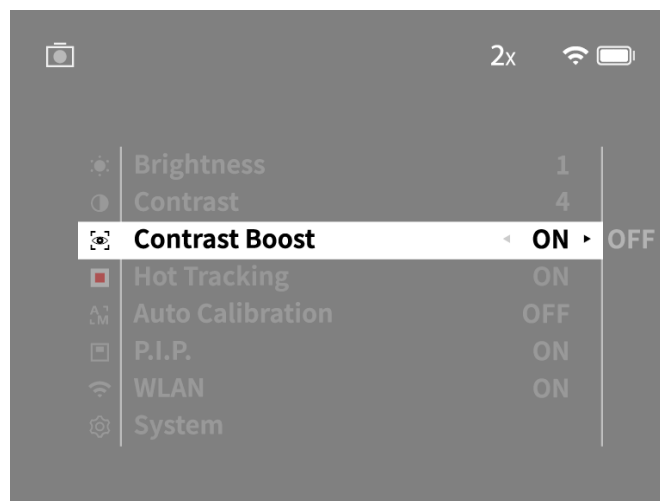 2x
Brightness 1
Contrast 4
Contrast Boost ON OFF
Hot Tracking ON
Auto Calibration OFF
P.I.P. ON
WLAN ON
System